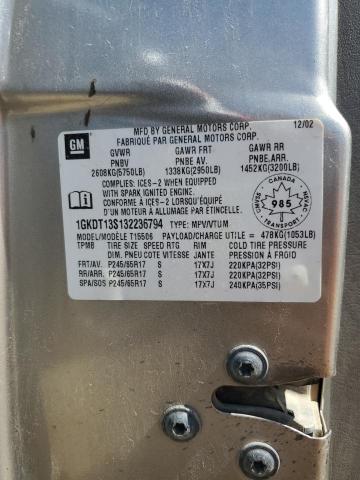 GM
MFD BY GENERAL MOTORS CORP. 12/02
FABRIQUÉ PAR GENERAL MOTORS CORP.
GVWR GAWR FRT GAWR RR
PNBV PNBE AV. PNBE.ARR.
2608KG(5750LB) 1338KG(2950LB) 1452KG(3200LB)
COMPLIES: ICES-2 WHEN EQUIPPED
WITH SPARK IGNITED ENGINE.
CONFORME A ICES-2 LORS D'UN
MOTEUR A ALLUMAGE PAR ETINCELLE.
CANADA
985
1GKDT13S132236794 TYPE: MPV/VTUM
MODEL/MODÈLE T15506 PAYLOAD/CHARGE UTILE = 478KG(1053LB)
TPMB TIRE SIZE SPEED RTG RIM COLD TIRE PRESSURE
DIM. PNEU COTE VITESSE JANTE PRESSION Á FROID
FRT/AV. P245/65R17 S 17X7J 220KPA(32PSI)
RR/ARR. P245/65R17 S 17X7J 220KPA(32PSI)
SPA/SOS P245/65R17 S 17X7J 240KPA(35PSI)